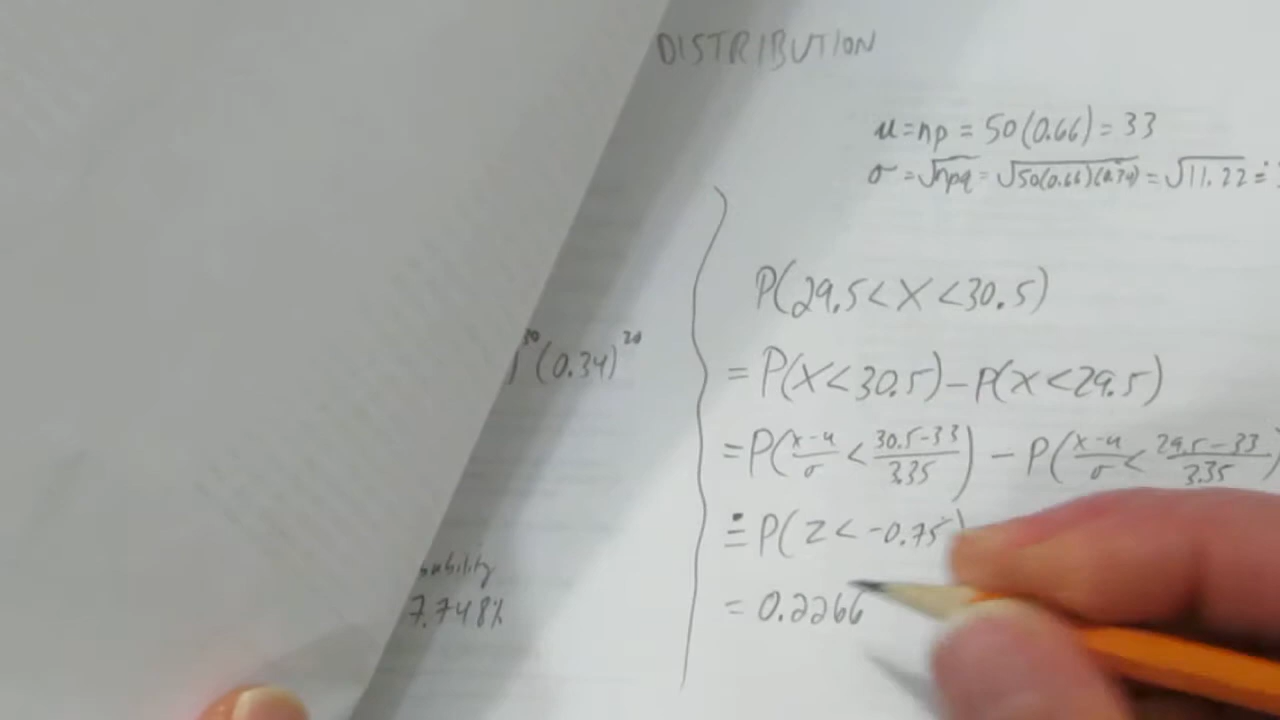 DISTRIBUTION
μ=np = 50(0.66) = 33
σ = √npq = √50(0.66)(0.34) = √11.22 ≐
P(29.5<X<30.5)
(0.34)²⁰
= P(X<30.5)-P(X<29.5)
= P(x-μ/σ < 30.5-33/3.35) - P(x-μ/σ < 29.5-33/3.35)
≐ P(Z<-0.75)
7.748%
= 0.2266